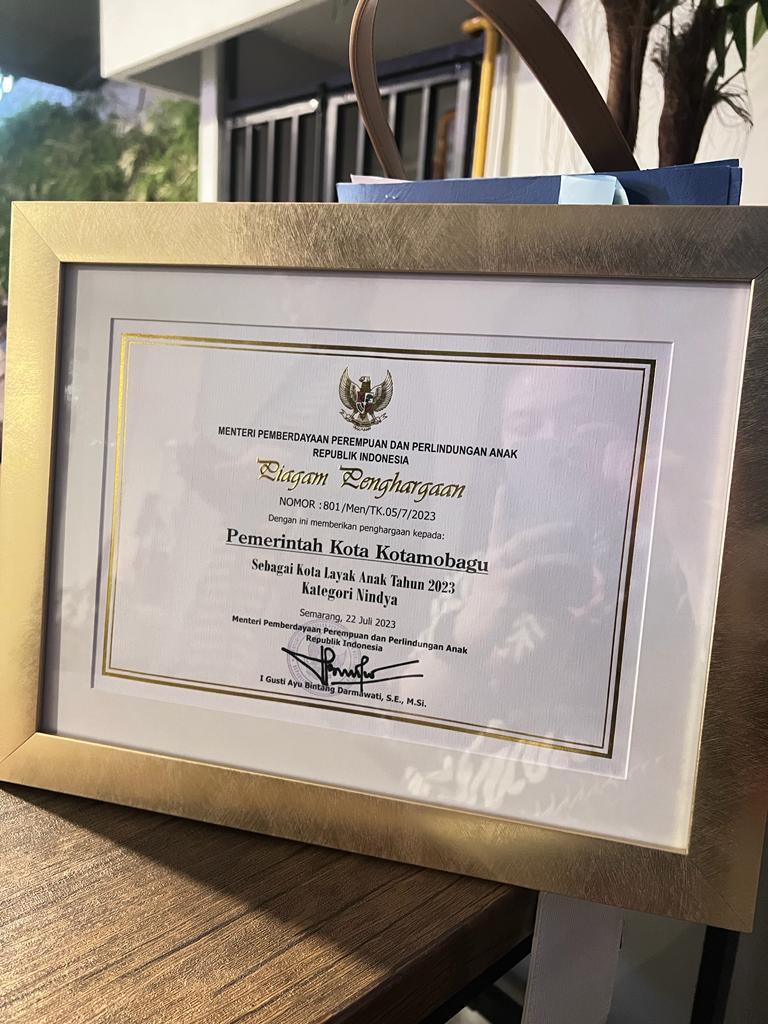 MENTERI PEMBERDAYAAN PEREMPUAN DAN PERLINDUNGAN ANAK
REPUBLIK INDONESIA
Piagam Penghargaan
NOMOR : 801/Men/TK.05/7/2023
Dengan ini memberikan penghargaan kepada:
Pemerintah Kota Kotamobagu
Sebagai Kota Layak Anak Tahun 2023
Kategori Nindya
Semarang, 22 Juli 2023
Menteri Pemberdayaan Perempuan dan Perlindungan Anak
Republik Indonesia
I Gusti Ayu Bintang Darmawati, S.E., M.Si.